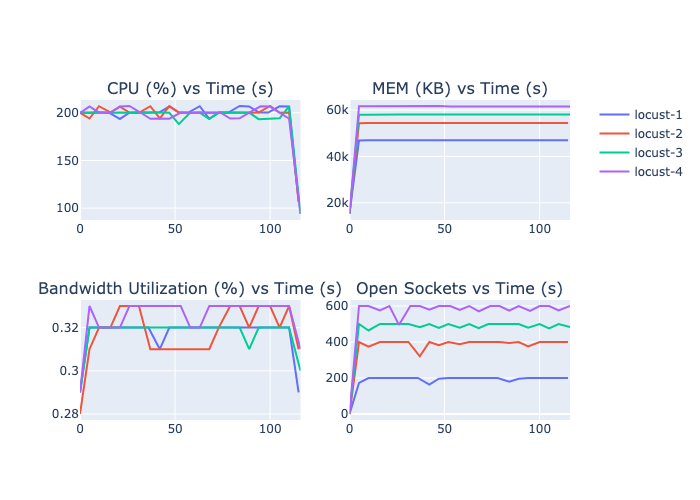 CPU (%) vs Time (s)
MEM (KB) vs Time (s)
200
150
100
0
50
100
60k
40k
20k
0
50
100
locust-1
locust-2
locust-3
locust-4
Bandwidth Utilization (%) vs Time (s)
Open Sockets vs Time (s)
0.32
0.3
0.28
0
50
100
600
400
200
0
0
50
100